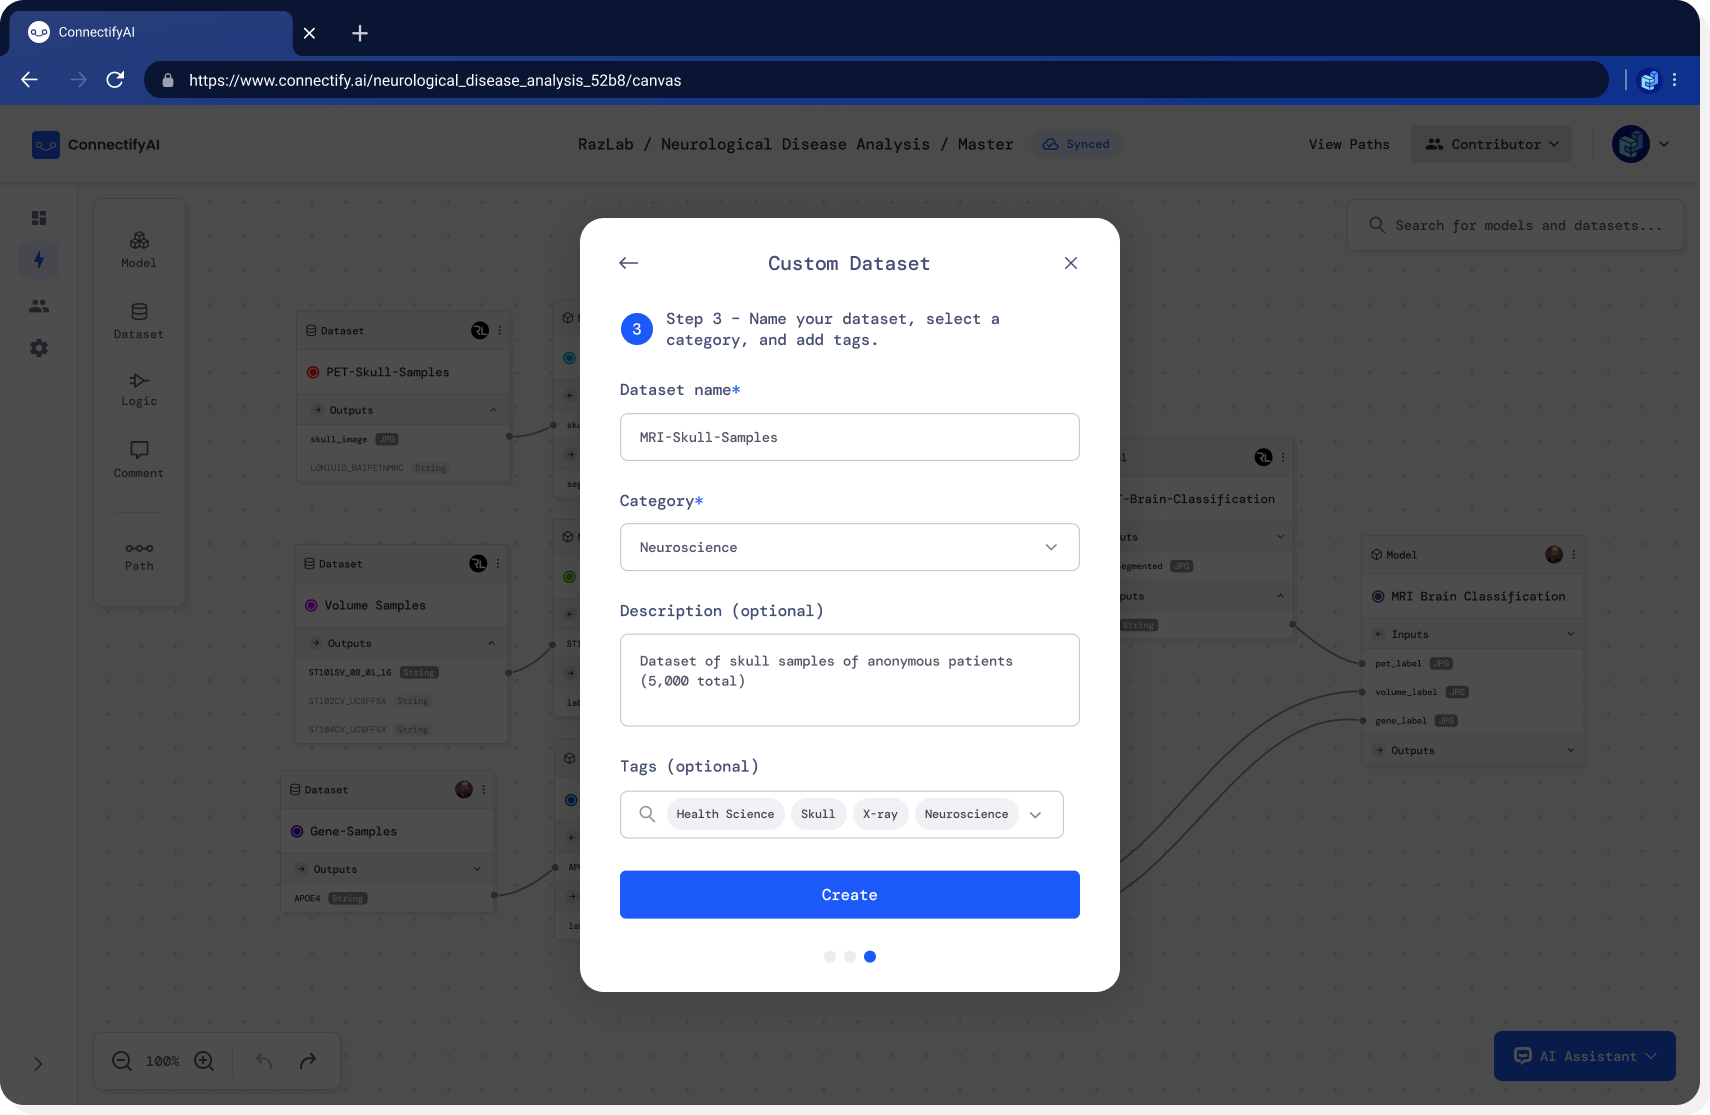 ConnectifyAI
https://www.connectify.ai/neurological_disease_analysis_52b8/canvas
ConnectifyAI
RazLab / Neurological Disease Analysis / Master
Synced
View Paths
Contributor
Search for models and datasets...
Model
Dataset
Logic
Comment
Path
Dataset
RL
PET-Skull-Samples
Outputs
skull_image JPG
LONIUID_BAIPETNMRC String
Dataset
RL
Volume Samples
Outputs
ST101SV_08_01_16 String
ST102CV_UCSFFSX String
ST104CV_UCSFFSX String
Dataset
Gene-Samples
Outputs
APOE4 String
Custom Dataset
3
Step 3 – Name your dataset, select a
category, and add tags.
Dataset name*
MRI-Skull-Samples
Category*
Neuroscience
Description (optional)
Dataset of skull samples of anonymous patients
(5,000 total)
Tags (optional)
Health Science
Skull
X-ray
Neuroscience
Create
RL
-Brain-Classification
egmented JPG
String
Model
MRI Brain Classification
Inputs
pet_label JPG
volume_label JPG
gene_label JPG
Outputs
100%
AI Assistant